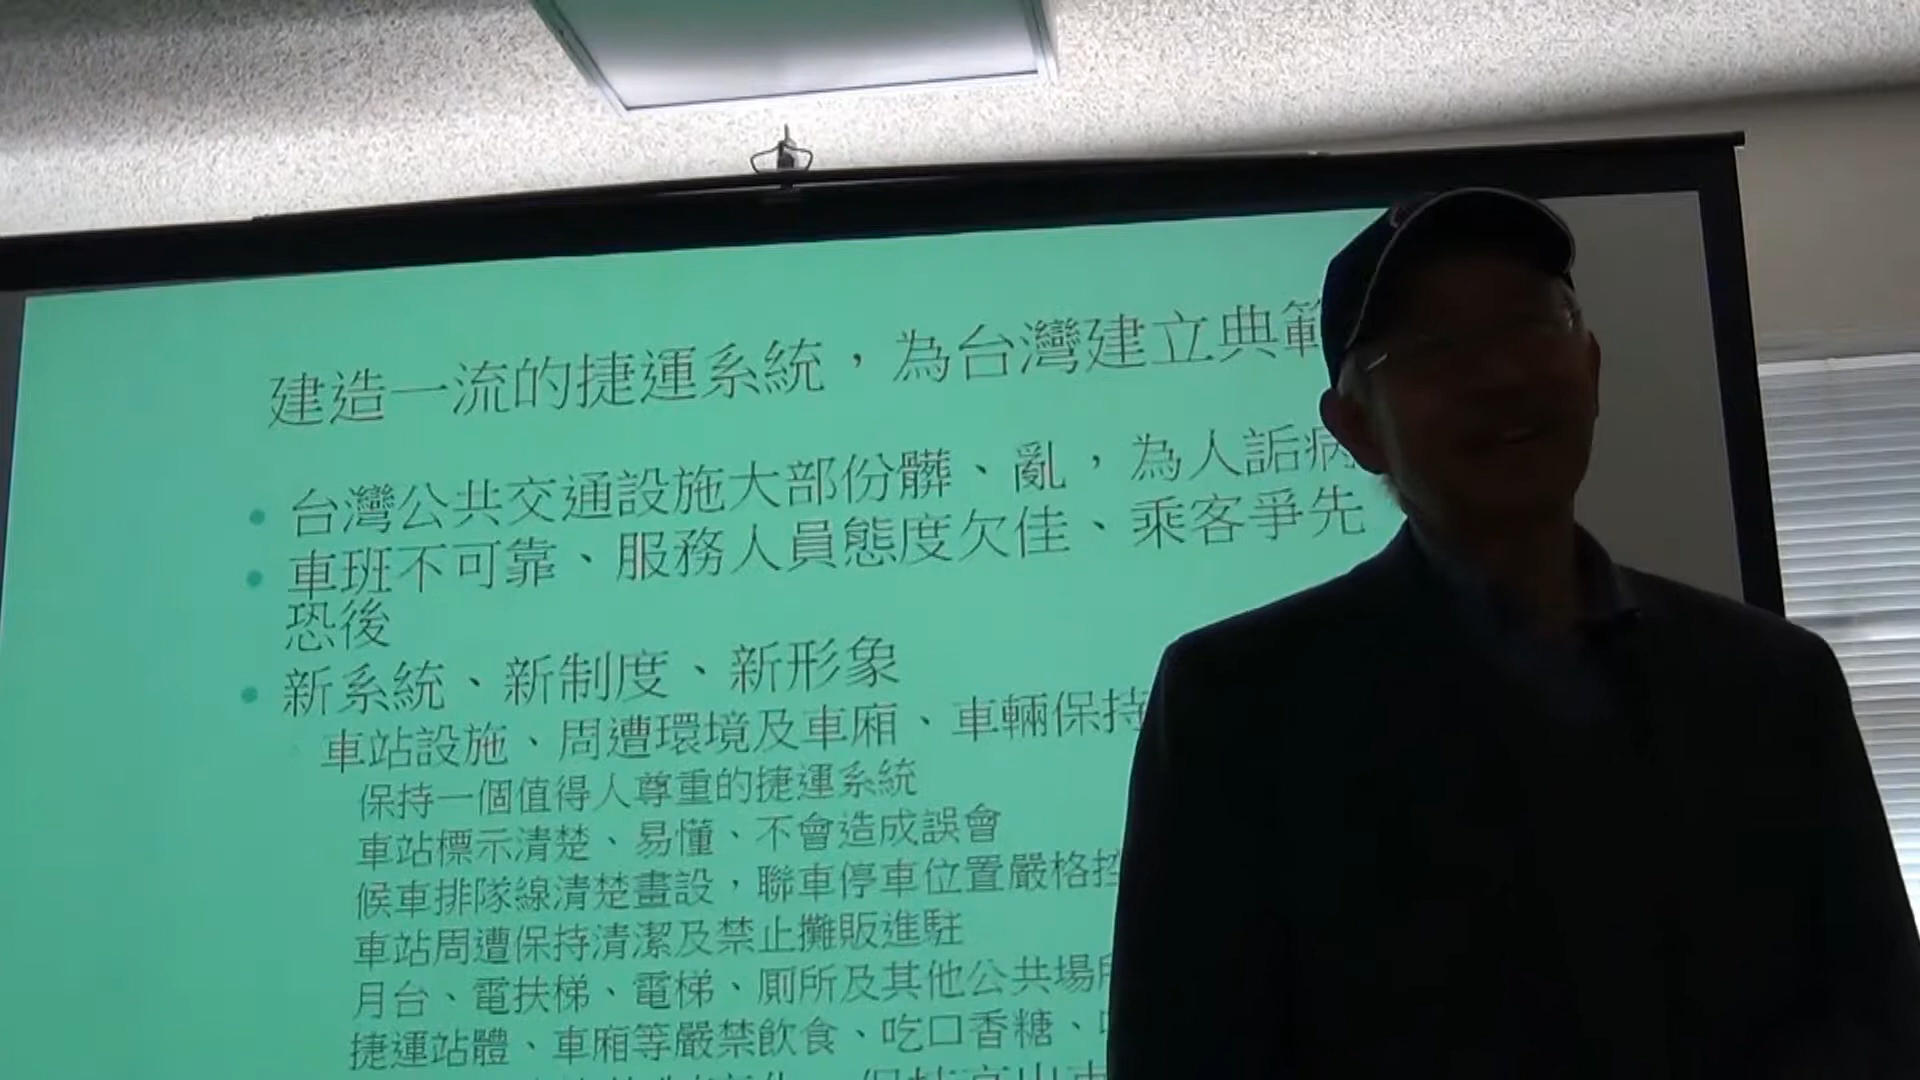 建造一流的捷運系統，為台灣建立典範
台灣公共交通設施大部份髒、亂，為人詬病
車班不可靠、服務人員態度欠佳、乘客爭先
恐後
新系統、新制度、新形象
車站設施、周遭環境及車廂、車輛保持
保持一個值得人尊重的捷運系統
車站標示清楚、易懂、不會造成誤會
候車排隊線清楚畫設，聯車停車位置嚴格控
車站周遭保持清潔及禁止攤販進駐
月台、電扶梯、電梯、厠所及其他公共場所
捷運站體、車廂等嚴禁飲食、吃口香糖、